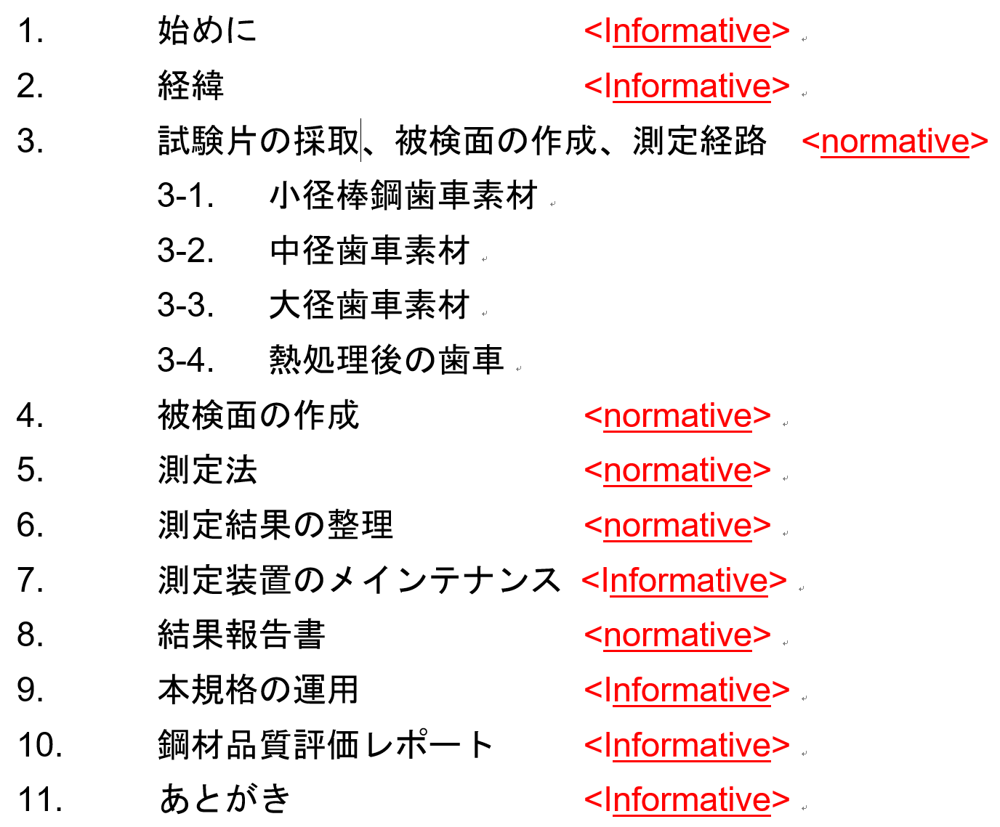 1. 始めに <Informative>
2. 経緯 <Informative>
3. 試験片の採取、被検面の作成、測定経路 <normative>
3-1. 小径棒鋼歯車素材
3-2. 中径歯車素材
3-3. 大径歯車素材
3-4. 熱処理後の歯車
4. 被検面の作成 <normative>
5. 測定法 <normative>
6. 測定結果の整理 <normative>
7. 測定装置のメインテナンス <Informative>
8. 結果報告書 <normative>
9. 本規格の運用 <Informative>
10. 鋼材品質評価レポート <Informative>
11. あとがき <Informative>